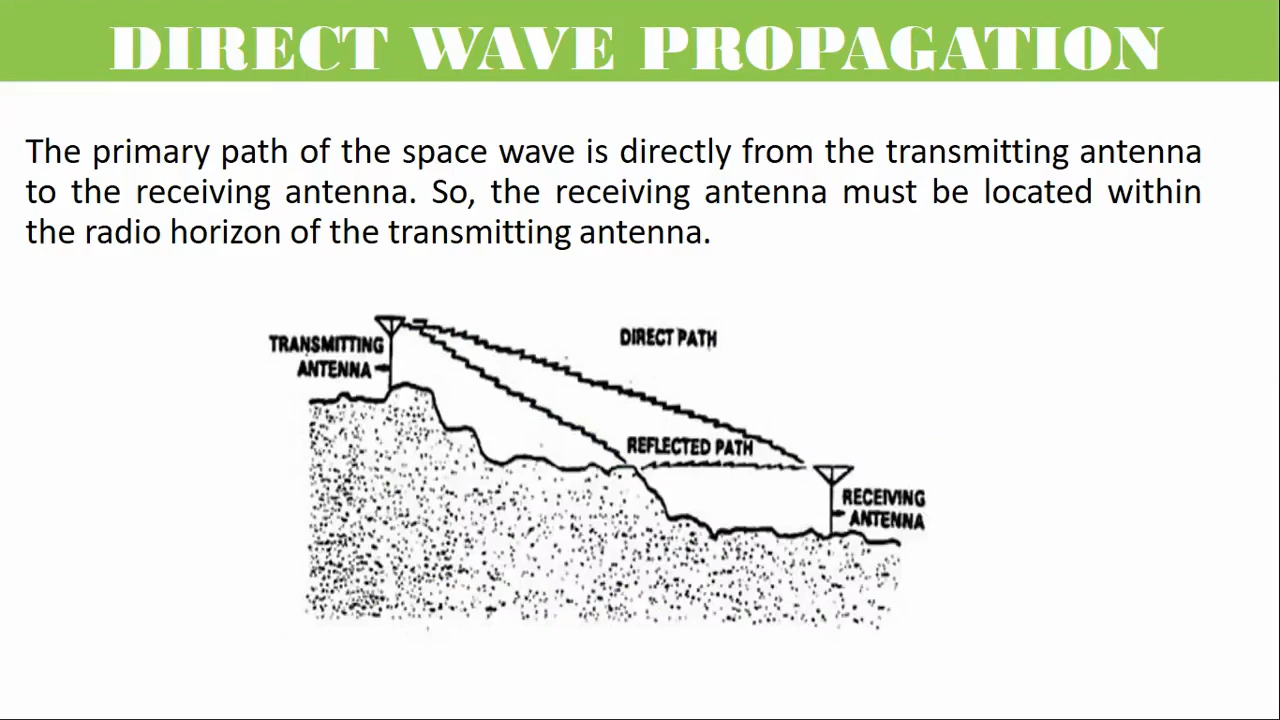 DIRECT WAVE PROPAGATION
The primary path of the space wave is directly from the transmitting antenna
to the receiving antenna. So, the receiving antenna must be located within
the radio horizon of the transmitting antenna.
TRANSMITTING
ANTENNA
DIRECT PATH
REFLECTED PATH
RECEIVING
ANTENNA